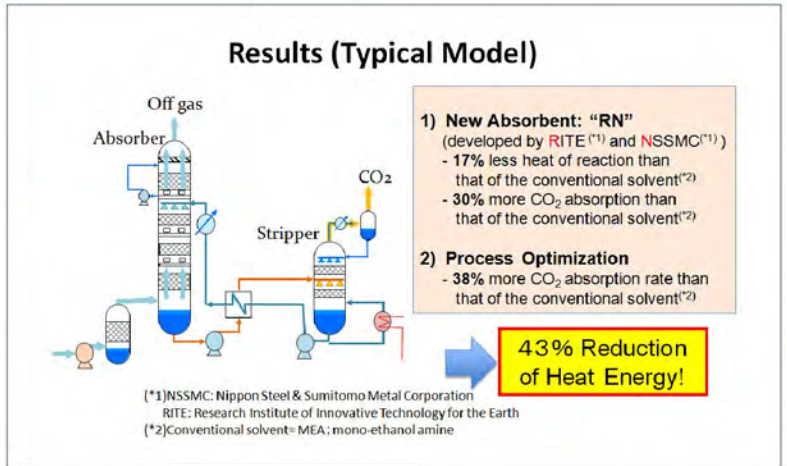 Results (Typical Model)
Off gas
Absorber
CO2
Stripper
1) New Absorbent: “RN”
(developed by RITE(*1) and NSSMC(*1) )
- 17% less heat of reaction than
that of the conventional solvent(*2)
- 30% more CO2 absorption than
that of the conventional solvent(*2)
2) Process Optimization
- 38% more CO2 absorption rate than
that of the conventional solvent(*2)
43% Reduction
of Heat Energy!
(*1)NSSMC: Nippon Steel & Sumitomo Metal Corporation
RITE: Research Institute of Innovative Technology for the Earth
(*2)Conventional solvent= MEA; mono-ethanol amine